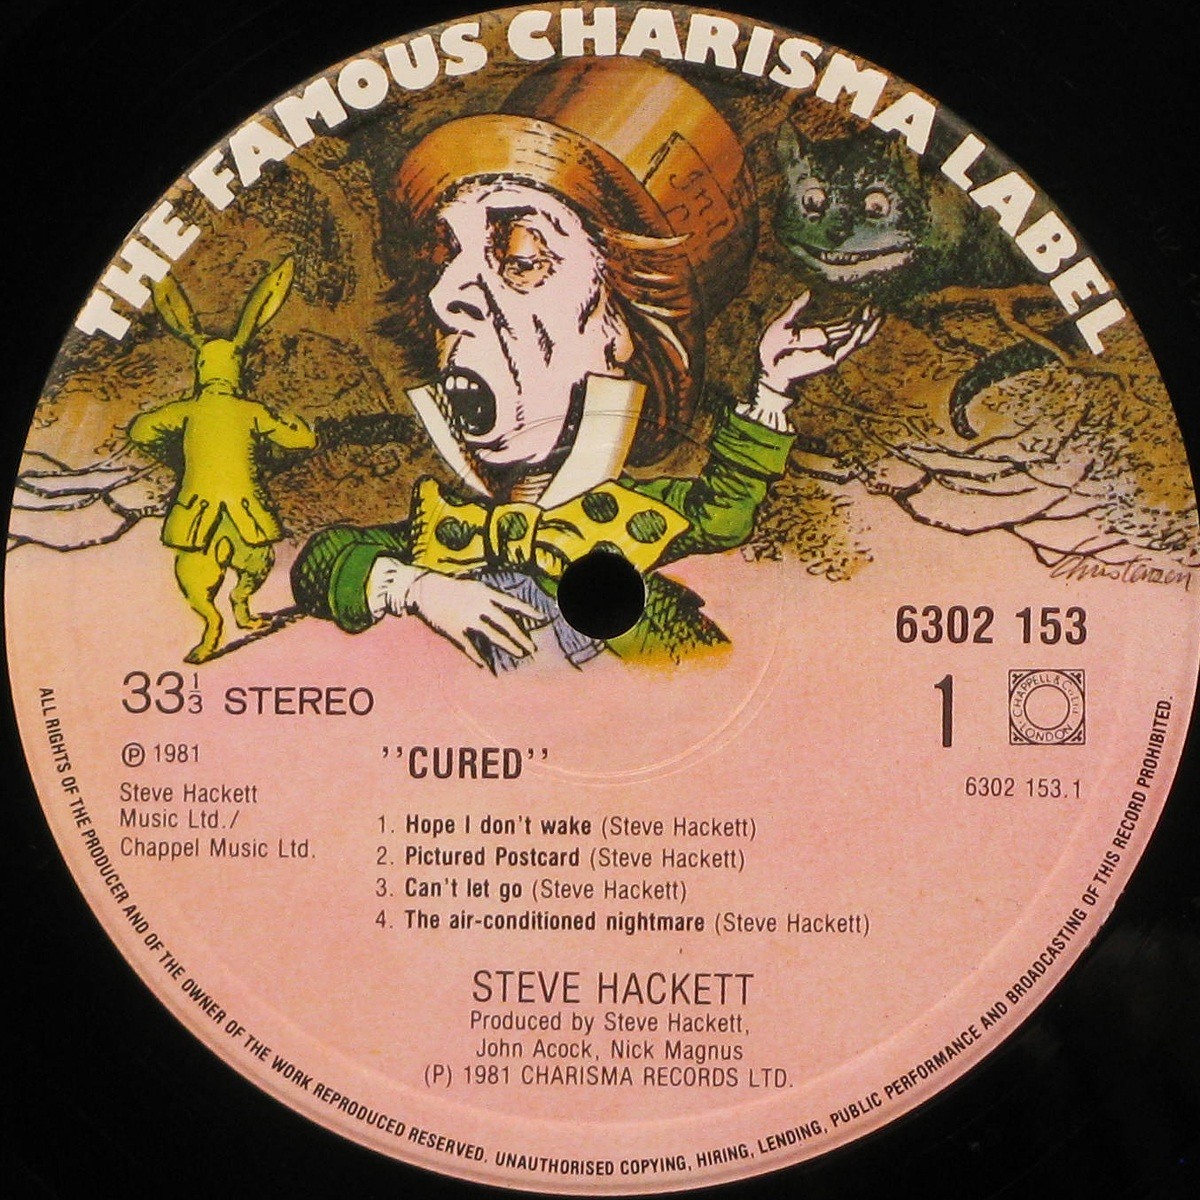 THE FAMOUS CHARISMA LABEL
Christensen
6302 153
33⅓ STEREO
1
CHAPPELL & Co Ltd
LONDON
℗ 1981
"CURED"
6302 153.1
Steve Hackett
Music Ltd./
Chappel Music Ltd.
1. Hope I don't wake (Steve Hackett)
2. Pictured Postcard (Steve Hackett)
3. Can't let go (Steve Hackett)
4. The air-conditioned nightmare (Steve Hackett)
STEVE HACKETT
Produced by Steve Hackett,
John Acock, Nick Magnus
(P) 1981 CHARISMA RECORDS LTD.
ALL RIGHTS OF THE PRODUCER AND OF THE OWNER OF THE WORK REPRODUCED RESERVED. UNAUTHORISED COPYING, HIRING, LENDING, PUBLIC PERFORMANCE AND BROADCASTING OF THIS RECORD PROHIBITED.